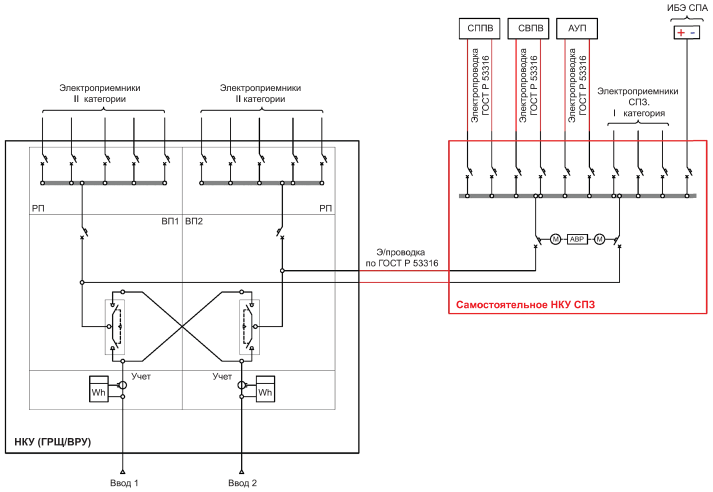 ИБЭ СПА
+ -
СППВ
СВПВ
АУП
Электропроводка
ГОСТ Р 53316
Электропроводка
ГОСТ Р 53316
Электропроводка
ГОСТ Р 53316
Электроприемники
СПЗ.
I категория
Электроприемники
II категории
Электроприемники
II категории
РП
РП
ВП1
ВП2
М
АВР
М
Э/проводка
по ГОСТ Р 53316
Самостоятельное НКУ СПЗ
Учет
Учет
Wh
Wh
НКУ (ГРЩ/ВРУ)
Ввод 1
Ввод 2